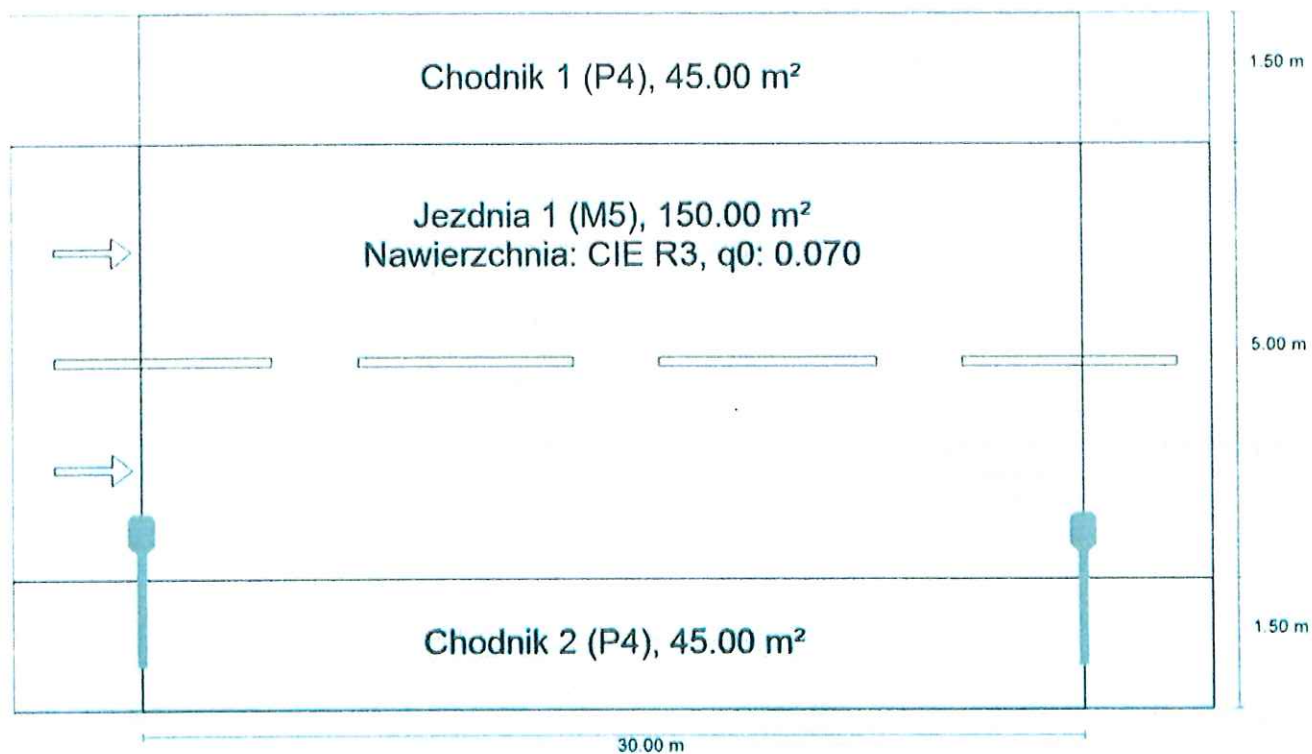 Chodnik 1 (P4), 45.00 m²
1.50 m
Jezdnia 1 (M5), 150.00 m²
Nawierzchnia: CIE R3, q0: 0.070
5.00 m
Chodnik 2 (P4), 45.00 m²
1.50 m
30.00 m